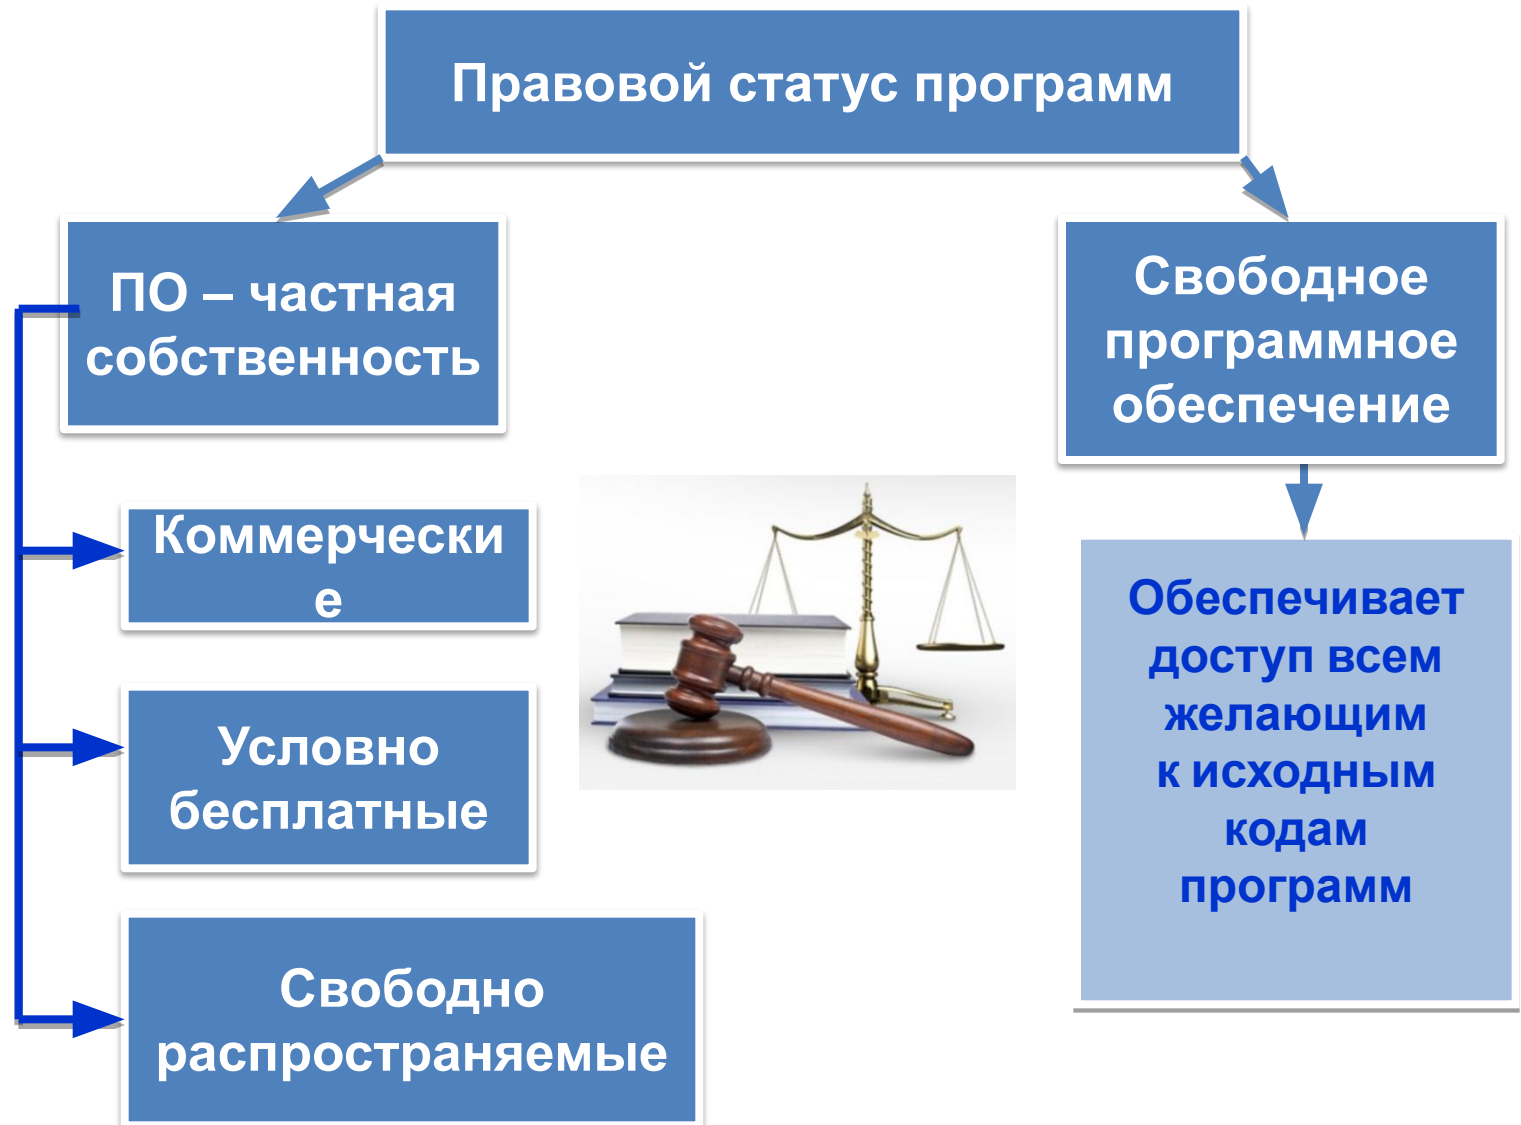 Правовой статус программ
ПО – частная
собственность
Коммерчески
е
Условно
бесплатные
Свободно
распространяемые
Свободное
программное
обеспечение
Обеспечивает
доступ всем
желающим
к исходным
кодам
программ